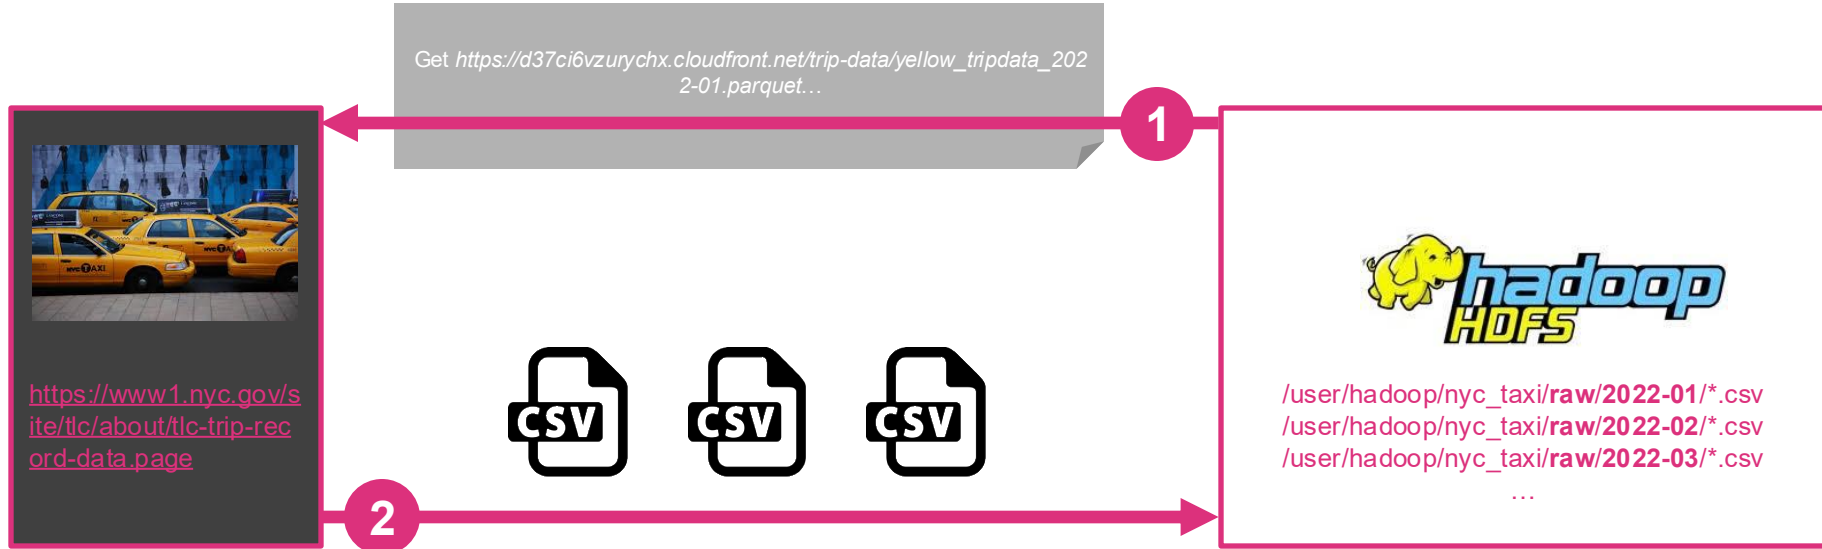 Get https://d37ci6vzurychx.cloudfront.net/trip-data/yellow_tripdata_202
2-01.parquet…
1
NYC TAXI
https://www1.nyc.gov/s
ite/tlc/about/tlc-trip-rec
ord-data.page
CSV
CSV
CSV
2
hadoop
HDFS
/user/hadoop/nyc_taxi/raw/2022-01/*.csv
/user/hadoop/nyc_taxi/raw/2022-02/*.csv
/user/hadoop/nyc_taxi/raw/2022-03/*.csv
…